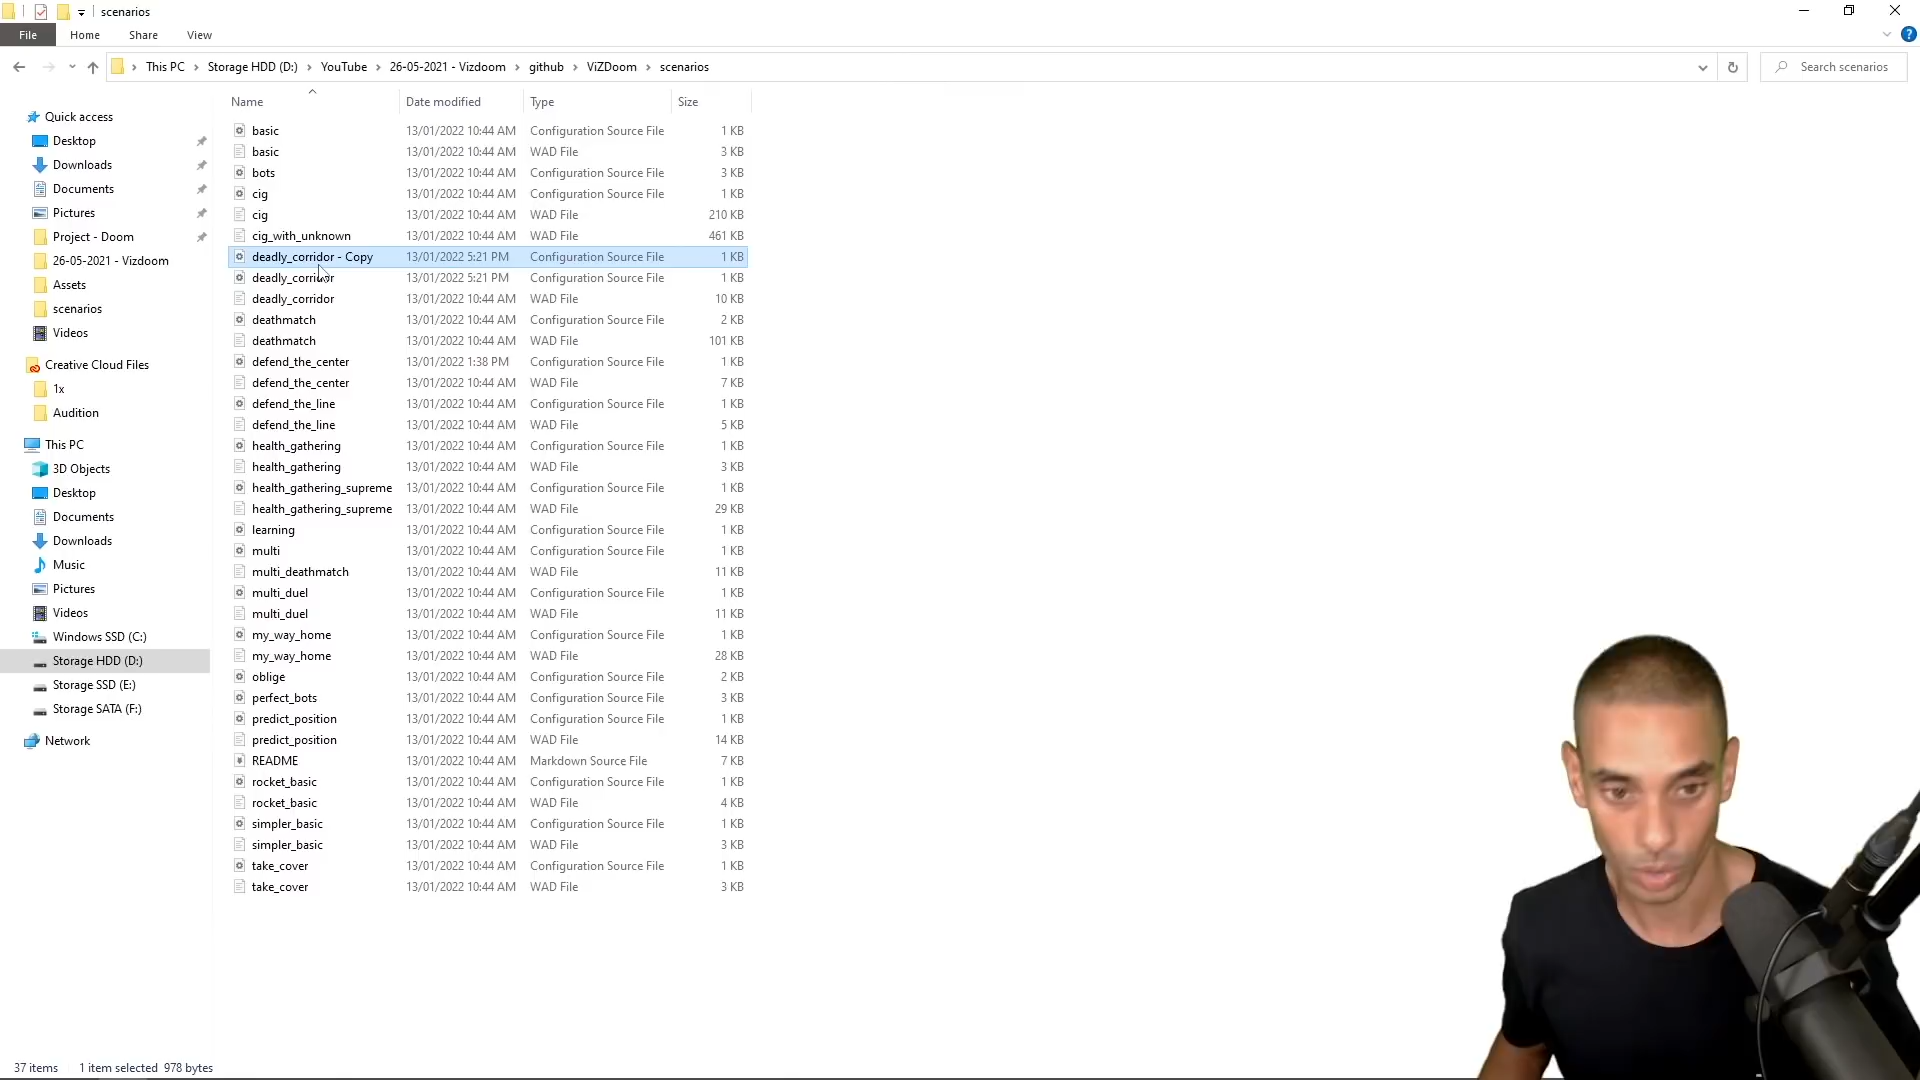 scenarios
File Home Share View
This PC Storage HDD (D:) YouTube 26-05-2021 - Vizdoom github ViZDoom scenarios Search scenarios
Name Date modified Type Size
Quick access
Desktop
Downloads
Documents
Pictures
Project - Doom
26-05-2021 - Vizdoom
Assets
scenarios
Videos
Creative Cloud Files
1x
Audition
This PC
3D Objects
Desktop
Documents
Downloads
Music
Pictures
Videos
Windows SSD (C:)
Storage HDD (D:)
Storage SSD (E:)
Storage SATA (F:)
Network
basic 13/01/2022 10:44 AM Configuration Source File 1 KB
basic 13/01/2022 10:44 AM WAD File 3 KB
bots 13/01/2022 10:44 AM Configuration Source File 3 KB
cig 13/01/2022 10:44 AM Configuration Source File 1 KB
cig 13/01/2022 10:44 AM WAD File 210 KB
cig_with_unknown 13/01/2022 10:44 AM WAD File 461 KB
deadly_corridor - Copy 13/01/2022 5:21 PM Configuration Source File 1 KB
deadly_corridor 13/01/2022 5:21 PM Configuration Source File 1 KB
deadly_corridor 13/01/2022 10:44 AM WAD File 10 KB
deathmatch 13/01/2022 10:44 AM Configuration Source File 2 KB
deathmatch 13/01/2022 10:44 AM WAD File 101 KB
defend_the_center 13/01/2022 1:38 PM Configuration Source File 1 KB
defend_the_center 13/01/2022 10:44 AM WAD File 7 KB
defend_the_line 13/01/2022 10:44 AM Configuration Source File 1 KB
defend_the_line 13/01/2022 10:44 AM WAD File 5 KB
health_gathering 13/01/2022 10:44 AM Configuration Source File 1 KB
health_gathering 13/01/2022 10:44 AM WAD File 3 KB
health_gathering_supreme 13/01/2022 10:44 AM Configuration Source File 1 KB
health_gathering_supreme 13/01/2022 10:44 AM WAD File 29 KB
learning 13/01/2022 10:44 AM Configuration Source File 1 KB
multi 13/01/2022 10:44 AM Configuration Source File 1 KB
multi_deathmatch 13/01/2022 10:44 AM WAD File 11 KB
multi_duel 13/01/2022 10:44 AM Configuration Source File 1 KB
multi_duel 13/01/2022 10:44 AM WAD File 11 KB
my_way_home 13/01/2022 10:44 AM Configuration Source File 1 KB
my_way_home 13/01/2022 10:44 AM WAD File 28 KB
oblige 13/01/2022 10:44 AM Configuration Source File 2 KB
perfect_bots 13/01/2022 10:44 AM Configuration Source File 3 KB
predict_position 13/01/2022 10:44 AM Configuration Source File 1 KB
predict_position 13/01/2022 10:44 AM WAD File 14 KB
README 13/01/2022 10:44 AM Markdown Source File 7 KB
rocket_basic 13/01/2022 10:44 AM Configuration Source File 1 KB
rocket_basic 13/01/2022 10:44 AM WAD File 4 KB
simpler_basic 13/01/2022 10:44 AM Configuration Source File 1 KB
simpler_basic 13/01/2022 10:44 AM WAD File 3 KB
take_cover 13/01/2022 10:44 AM Configuration Source File 1 KB
take_cover 13/01/2022 10:44 AM WAD File 3 KB
37 items 1 item selected 978 bytes